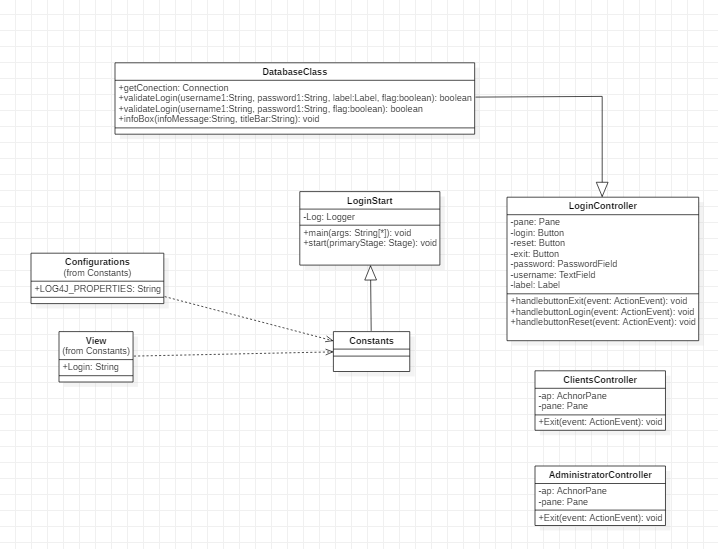 DatabaseClass
+getConection: Connection
+validateLogin(username1:String, password1:String, label:Label, flag:boolean): boolean
+validateLogin(username1:String, password1:String, flag:boolean): boolean
+infoBox(infoMessage:String, titleBar:String): void
LoginStart
-Log: Logger
+main(args: String[*]): void
+start(primaryStage: Stage): void
LoginController
-pane: Pane
-login: Button
-reset: Button
-exit: Button
-password: PasswordField
-username: TextField
-label: Label
+handlebuttonExit(event: ActionEvent): void
+handlebuttonLogin(event: ActionEvent): void
+handlebuttonReset(event: ActionEvent): void
Configurations
(from Constants)
+LOG4J_PROPERTIES: String
View
(from Constants)
+Login: String
Constants
ClientsController
-ap: AchnorPane
-pane: Pane
+Exit(event: ActionEvent): void
AdministratorController
-ap: AchnorPane
-pane: Pane
+Exit(event: ActionEvent): void